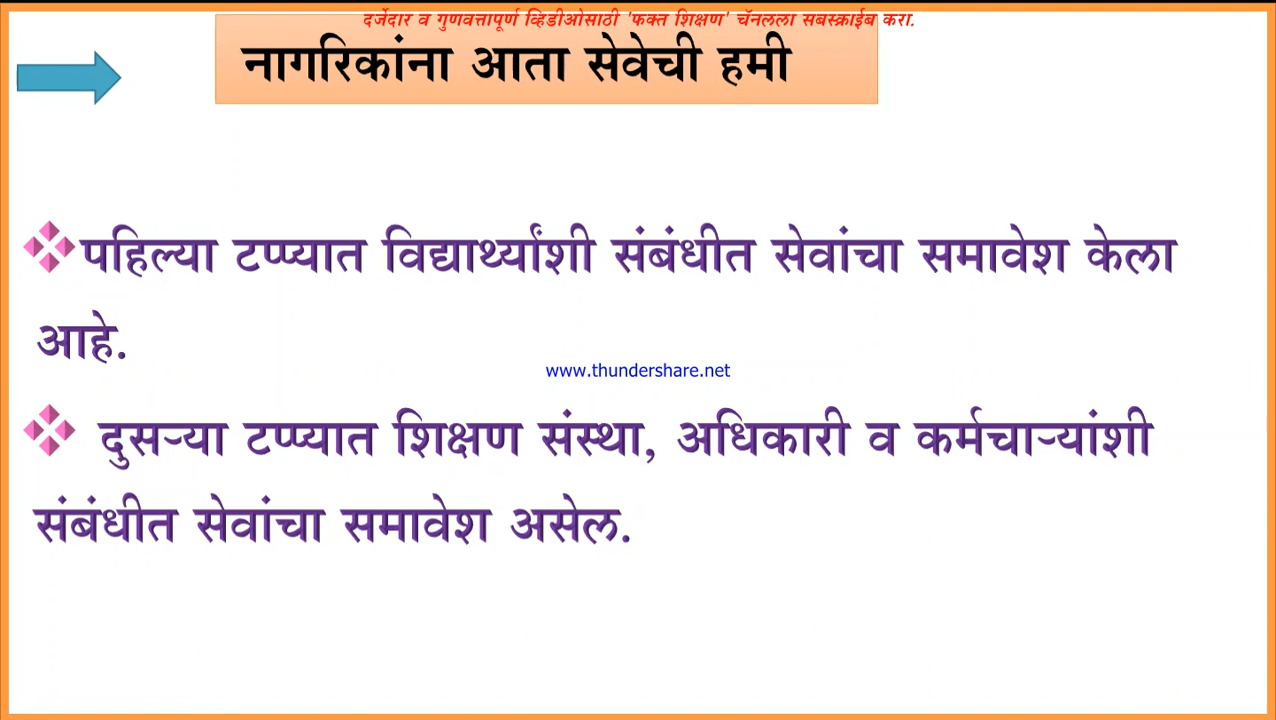 दर्जेदार व गुणवत्तापूर्ण व्हिडीओसाठी 'फक्त शिक्षण' चॅनलला सबस्क्राईब करा.
नागरिकांना आता सेवेची हमी
पहिल्या टप्प्यात विद्यार्थ्यांशी संबंधीत सेवांचा समावेश केला
आहे.
www.thundershare.net
दुसऱ्या टप्प्यात शिक्षण संस्था, अधिकारी व कर्मचाऱ्यांशी
संबंधीत सेवांचा समावेश असेल.